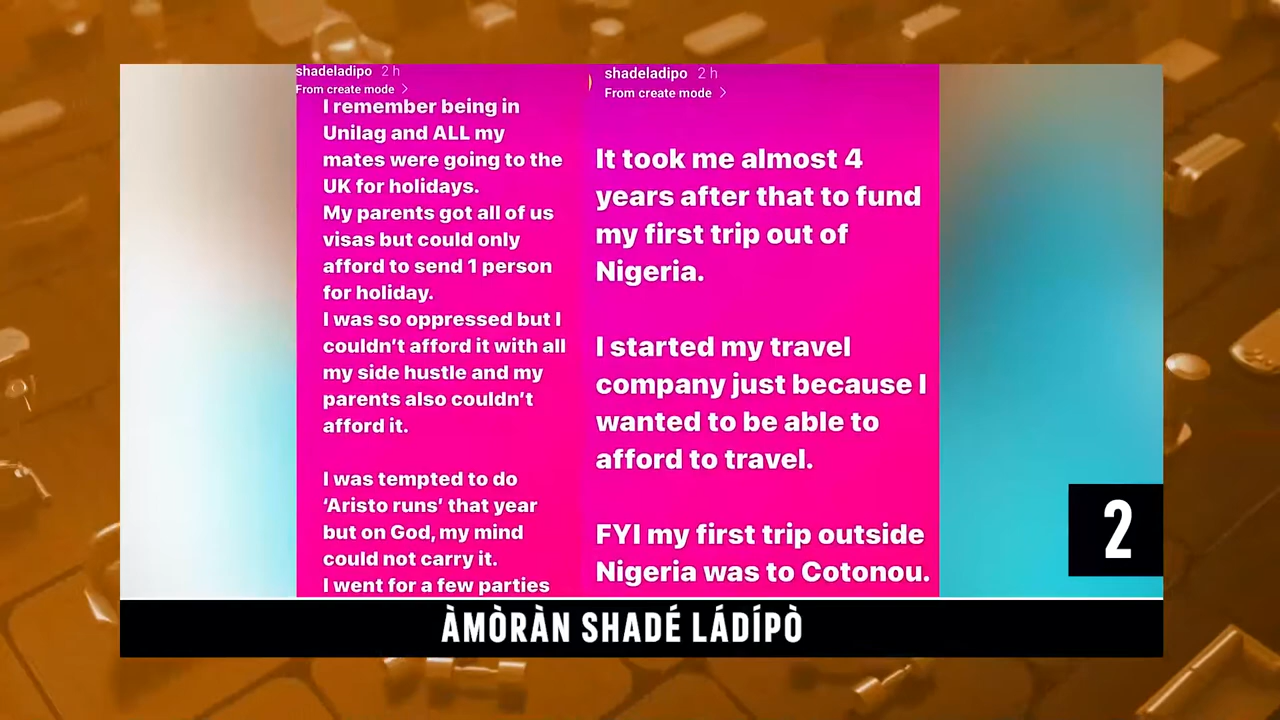 shadeladipo 2 h
From create mode
I remember being in
Unilag and ALL my
mates were going to the
UK for holidays.
My parents got all of us
visas but could only
afford to send 1 person
for holiday.
I was so oppressed but I
couldn't afford it with all
my side hustle and my
parents also couldn't
afford it.
I was tempted to do
‘Aristo runs’ that year
but on God, my mind
could not carry it.
I went for a few parties
shadeladipo 2 h
From create mode
It took me almost 4
years after that to fund
my first trip out of
Nigeria.
I started my travel
company just because I
wanted to be able to
afford to travel.
FYI my first trip outside
Nigeria was to Cotonou.
2
ÀMÒRÀN SHADÉ LÁDÍPÒ